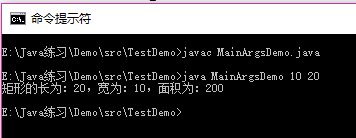 命令提示符
E:\Java练习\Demo\src\TestDemo>javac MainArgsDemo.java
E:\Java练习\Demo\src\TestDemo>java MainArgsDemo 10 20
矩形的长为：20，宽为：10，面积为：200
E:\Java练习\Demo\src\TestDemo>